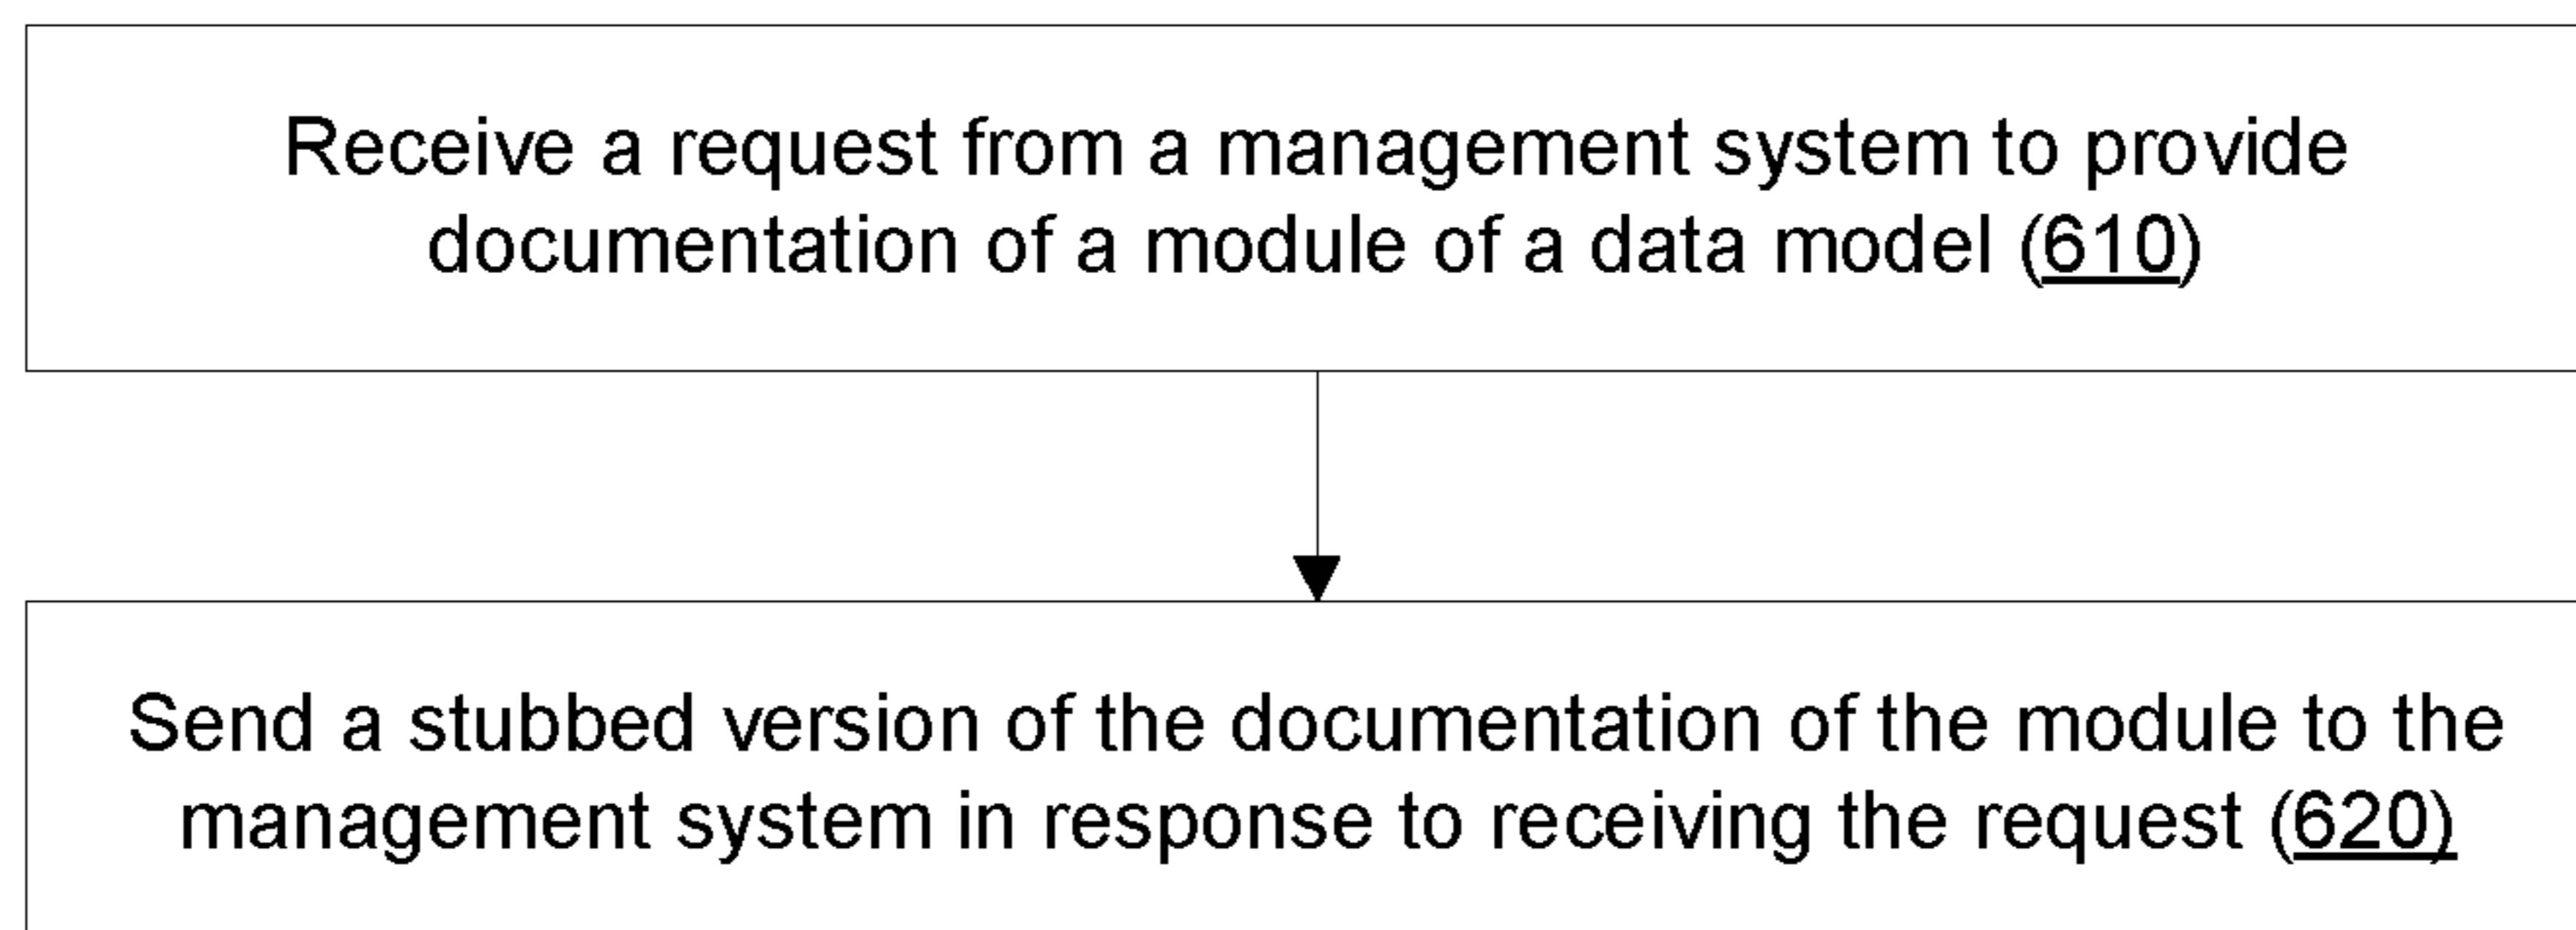 Receive a request from a management system to provide
documentation of a module of a data model (610)
Send a stubbed version of the documentation of the module to the
management system in response to receiving the request (620)